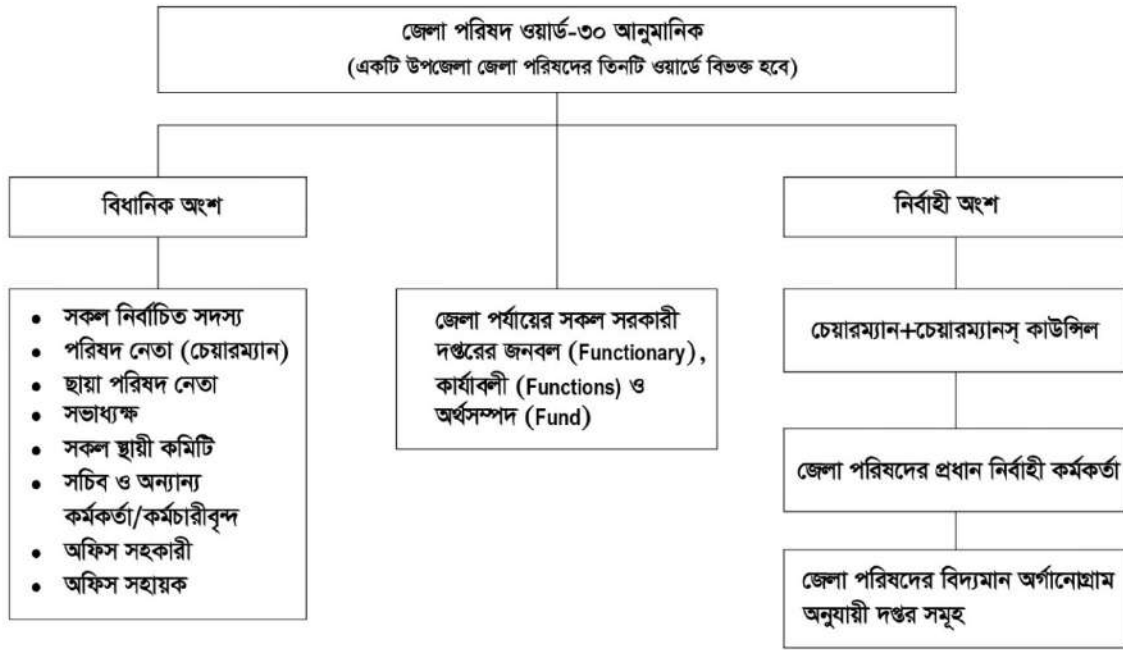 জেলা পরিষদ ওয়ার্ড-৩০ আনুমানিক
(একটি উপজেলা জেলা পরিষদের তিনটি ওয়ার্ডে বিভক্ত হবে)
বিধানিক অংশ
নির্বাহী অংশ
• সকল নির্বাচিত সদস্য
• পরিষদ নেতা (চেয়ারম্যান)
• ছায়া পরিষদ নেতা
• সভাধ্যক্ষ
• সকল স্থায়ী কমিটি
• সচিব ও অন্যান্য
কর্মকর্তা/কর্মচারীবৃন্দ
• অফিস সহকারী
• অফিস সহায়ক
জেলা পর্যায়ের সকল সরকারী
দপ্তরের জনবল (Functionary),
কার্যাবলী (Functions) ও
অর্থসম্পদ (Fund)
চেয়ারম্যান+চেয়ারম্যানস্ কাউন্সিল
জেলা পরিষদের প্রধান নির্বাহী কর্মকর্তা
জেলা পরিষদের বিদ্যমান অর্গানোগ্রাম
অনুযায়ী দপ্তর সমূহ